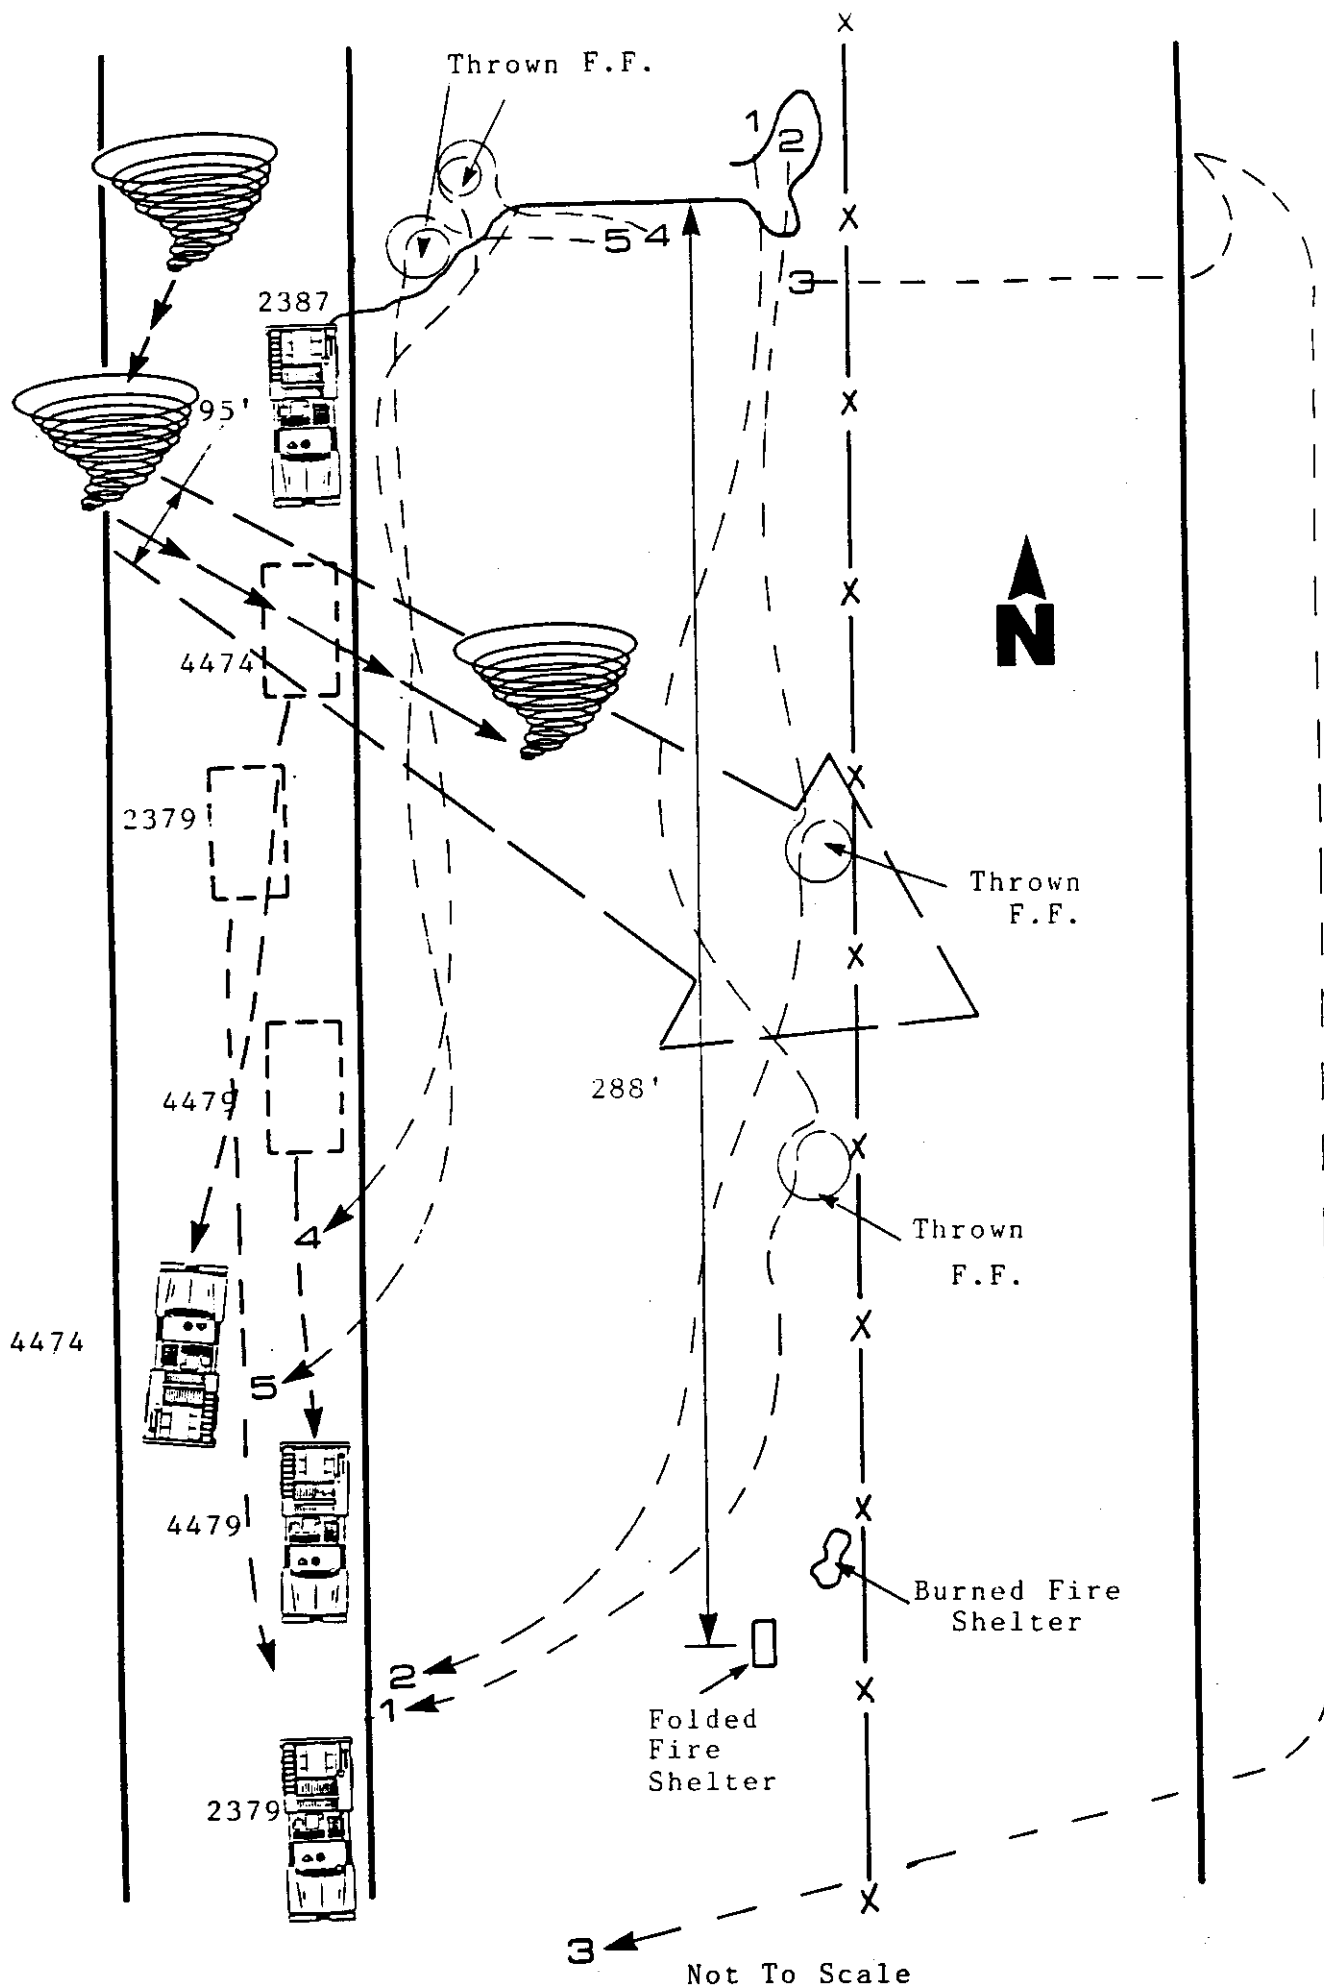 Thrown F.F.
1
2
5 4
3
2387
95'
N
4474
2379
Thrown
F.F.
288'
4479
Thrown
F.F.
4
4474
5
4479
Burned Fire
Shelter
2
1
Folded
Fire
Shelter
2379
3
Not To Scale